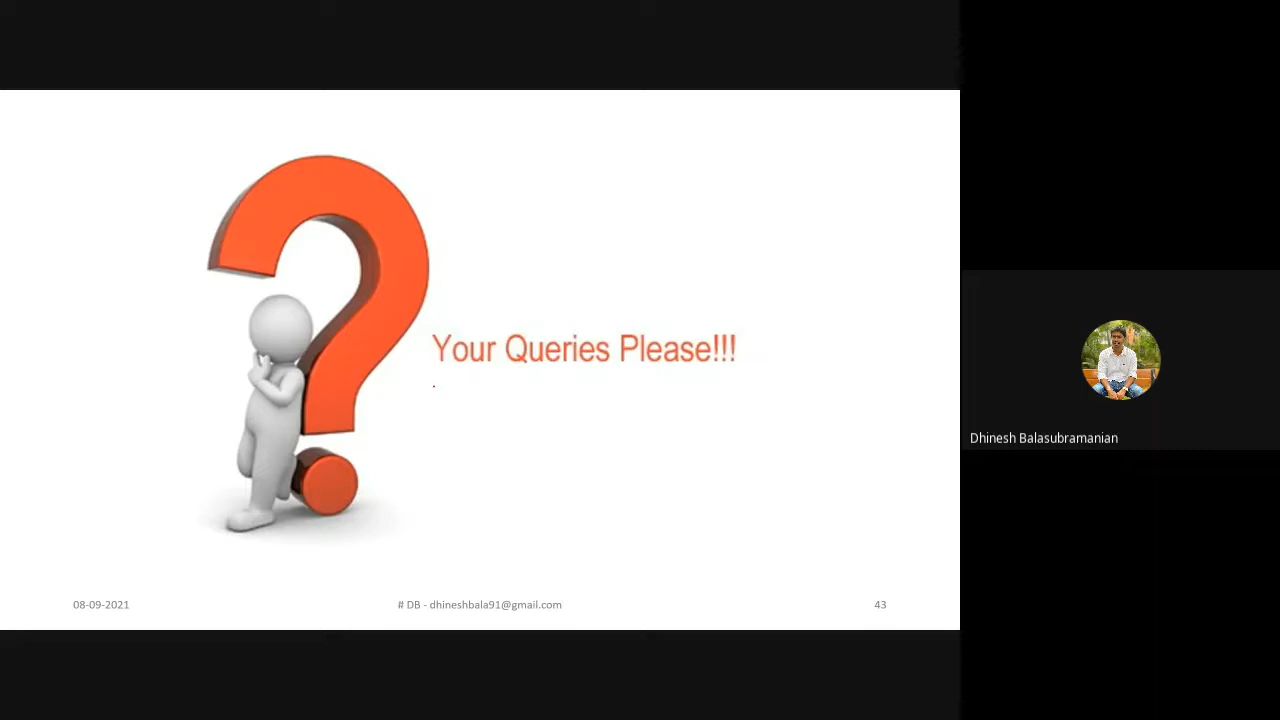 Your Queries Please!!!
.
Dhinesh Balasubramanian
08-09-2021
# DB - dhineshbala91@gmail.com
43